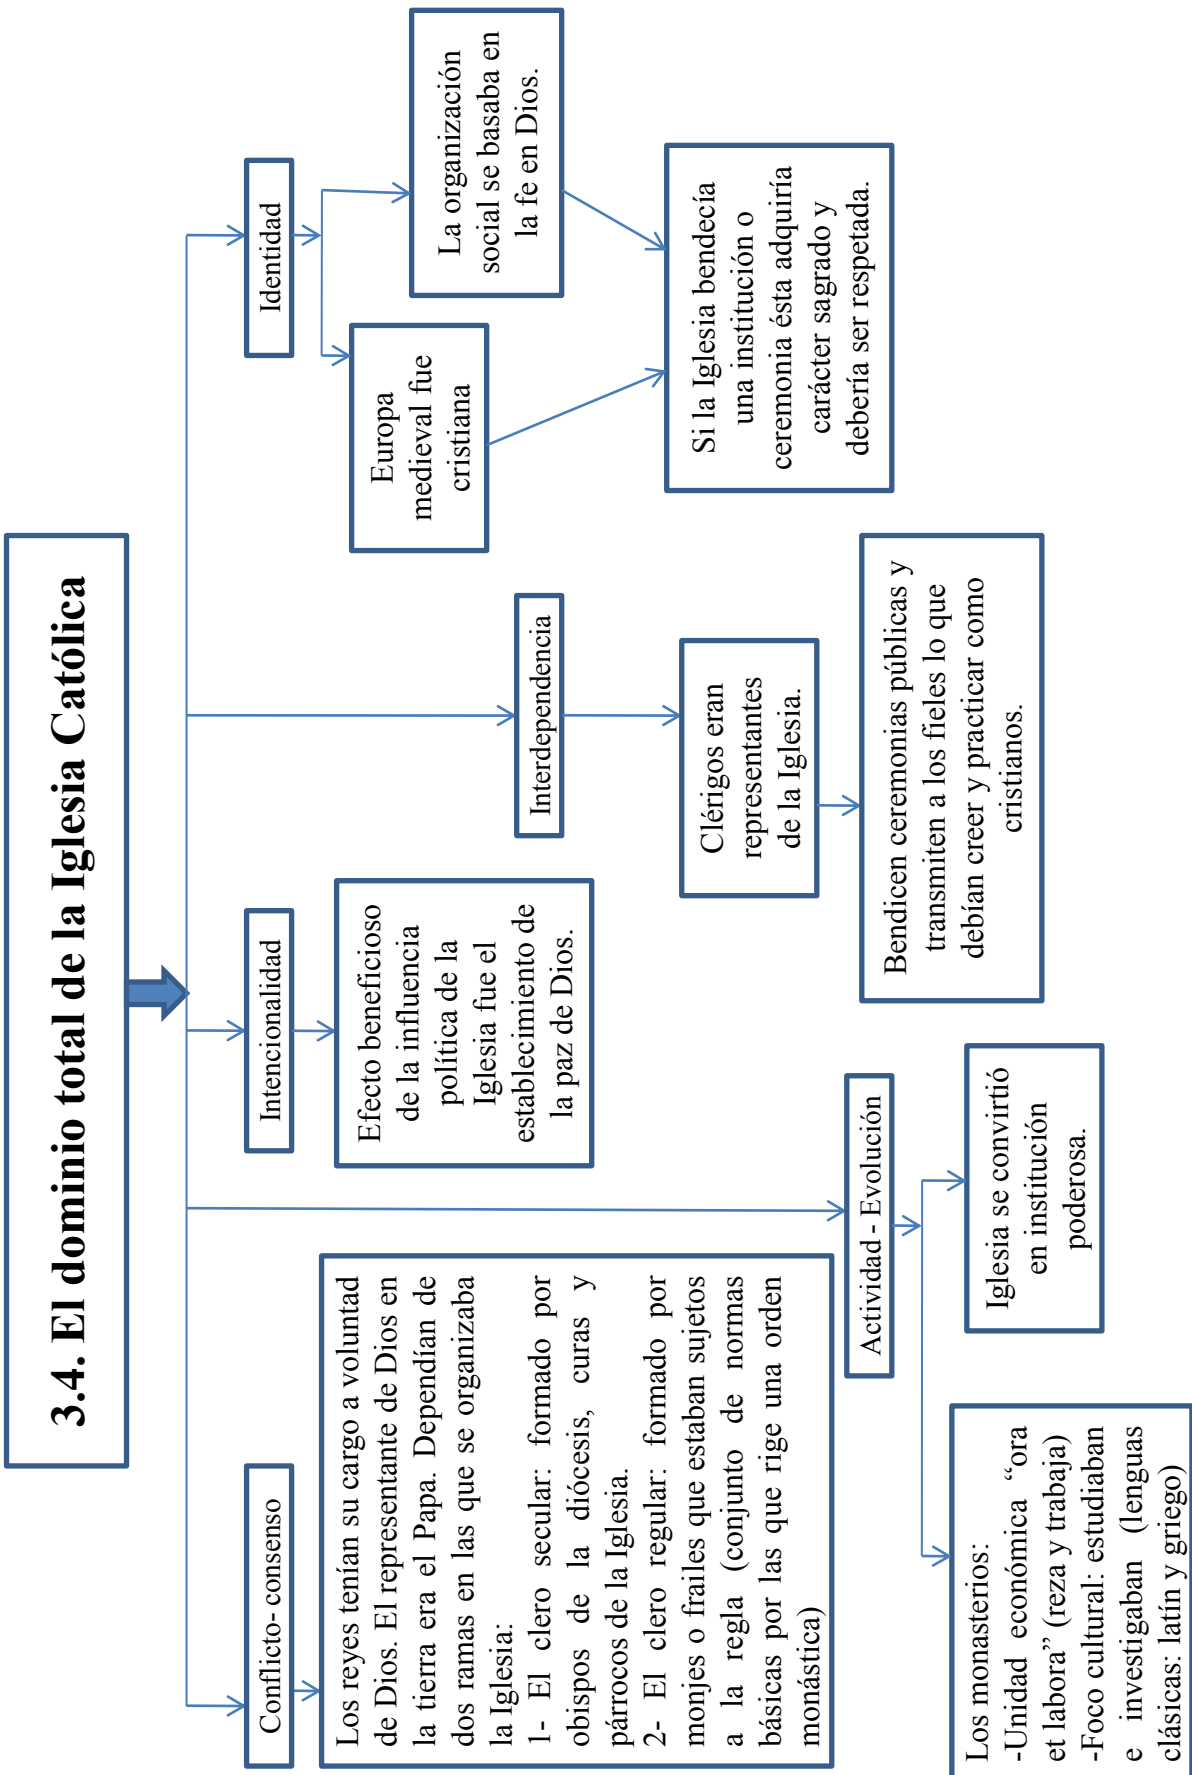 3.4. El dominio total de la Iglesia Católica
Conflicto- consenso
Los reyes tenían su cargo a voluntad
de Dios. El representante de Dios en
la tierra era el Papa. Dependían de
dos ramas en las que se organizaba
la Iglesia:
1- El clero secular: formado por
obispos de la diócesis, curas y
párrocos de la Iglesia.
2- El clero regular: formado por
monjes o frailes que estaban sujetos
a la regla (conjunto de normas
básicas por las que rige una orden
monástica)
Actividad - Evolución
Los monasterios:
-Unidad económica “ora
et labora” (reza y trabaja)
-Foco cultural: estudiaban
e investigaban (lenguas
clásicas: latín y griego)
Iglesia se convirtió
en institución
poderosa.
Intencionalidad
Efecto beneficioso
de la influencia
política de la
Iglesia fue el
establecimiento de
la paz de Dios.
Interdependencia
Clérigos eran
representantes
de la Iglesia.
Bendicen ceremonias públicas y
transmiten a los fieles lo que
debían creer y practicar como
cristianos.
Identidad
Europa
medieval fue
cristiana
La organización
social se basaba en
la fe en Dios.
Si la Iglesia bendecía
una institución o
ceremonia ésta adquiría
carácter sagrado y
debería ser respetada.